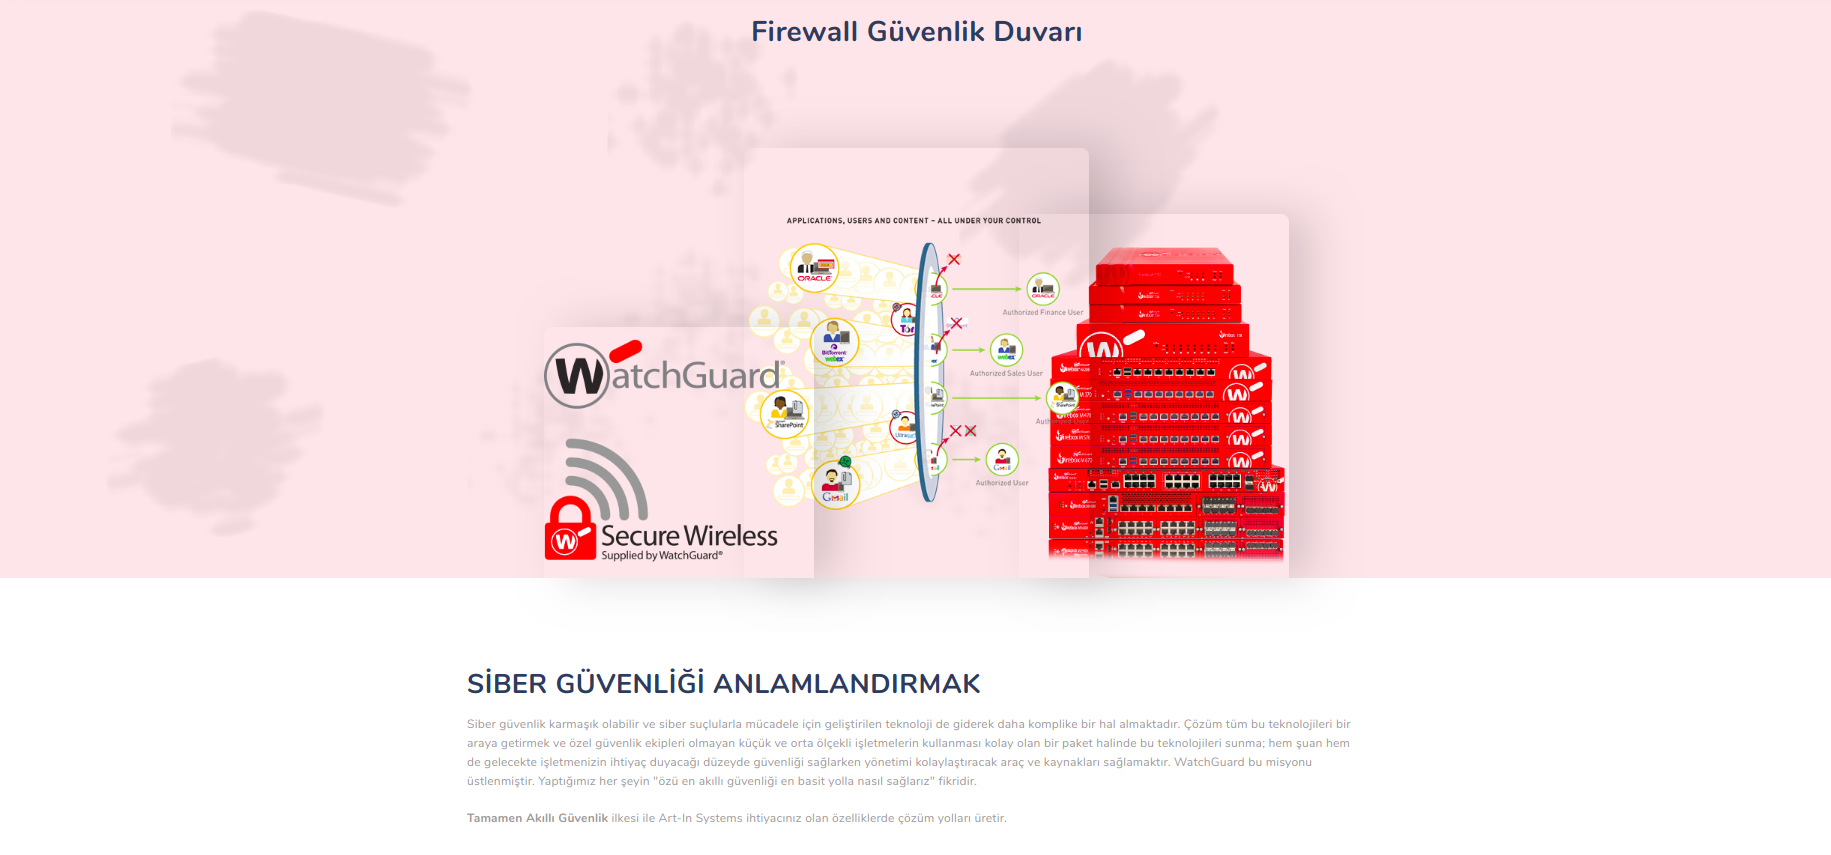 Firewall Güvenlik Duvarı
APPLICATIONS, USERS AND CONTENT – ALL UNDER YOUR CONTROL
ORACLE
ORACLE
Authorized Finance User
Tor
BitTorrent
webex
webex
Authorized Sales User
WatchGuard
SharePoint
SharePoint
Gmail
Gmail
Authorized User
Secure Wireless
Supplied by WatchGuard®
SİBER GÜVENLİĞİ ANLAMLANDIRMAK
Siber güvenlik karmaşık olabilir ve siber suçlularla mücadele için geliştirilen teknoloji de giderek daha komplike bir hal almaktadır. Çözüm tüm bu teknolojileri bir
araya getirmek ve özel güvenlik ekipleri olmayan küçük ve orta ölçekli işletmelerin kullanması kolay olan bir paket halinde bu teknolojileri sunma; hem şuan hem
de gelecekte işletmenizin ihtiyaç duyacağı düzeyde güvenliği sağlarken yönetimi kolaylaştıracak araç ve kaynakları sağlamaktır. WatchGuard bu misyonu
üstlenmiştir. Yaptığımız her şeyin "özü en akıllı güvenliği en basit yolla nasıl sağlarız" fikridir.
Tamamen Akıllı Güvenlik ilkesi ile Art-In Systems ihtiyacınız olan özelliklerde çözüm yolları üretir.